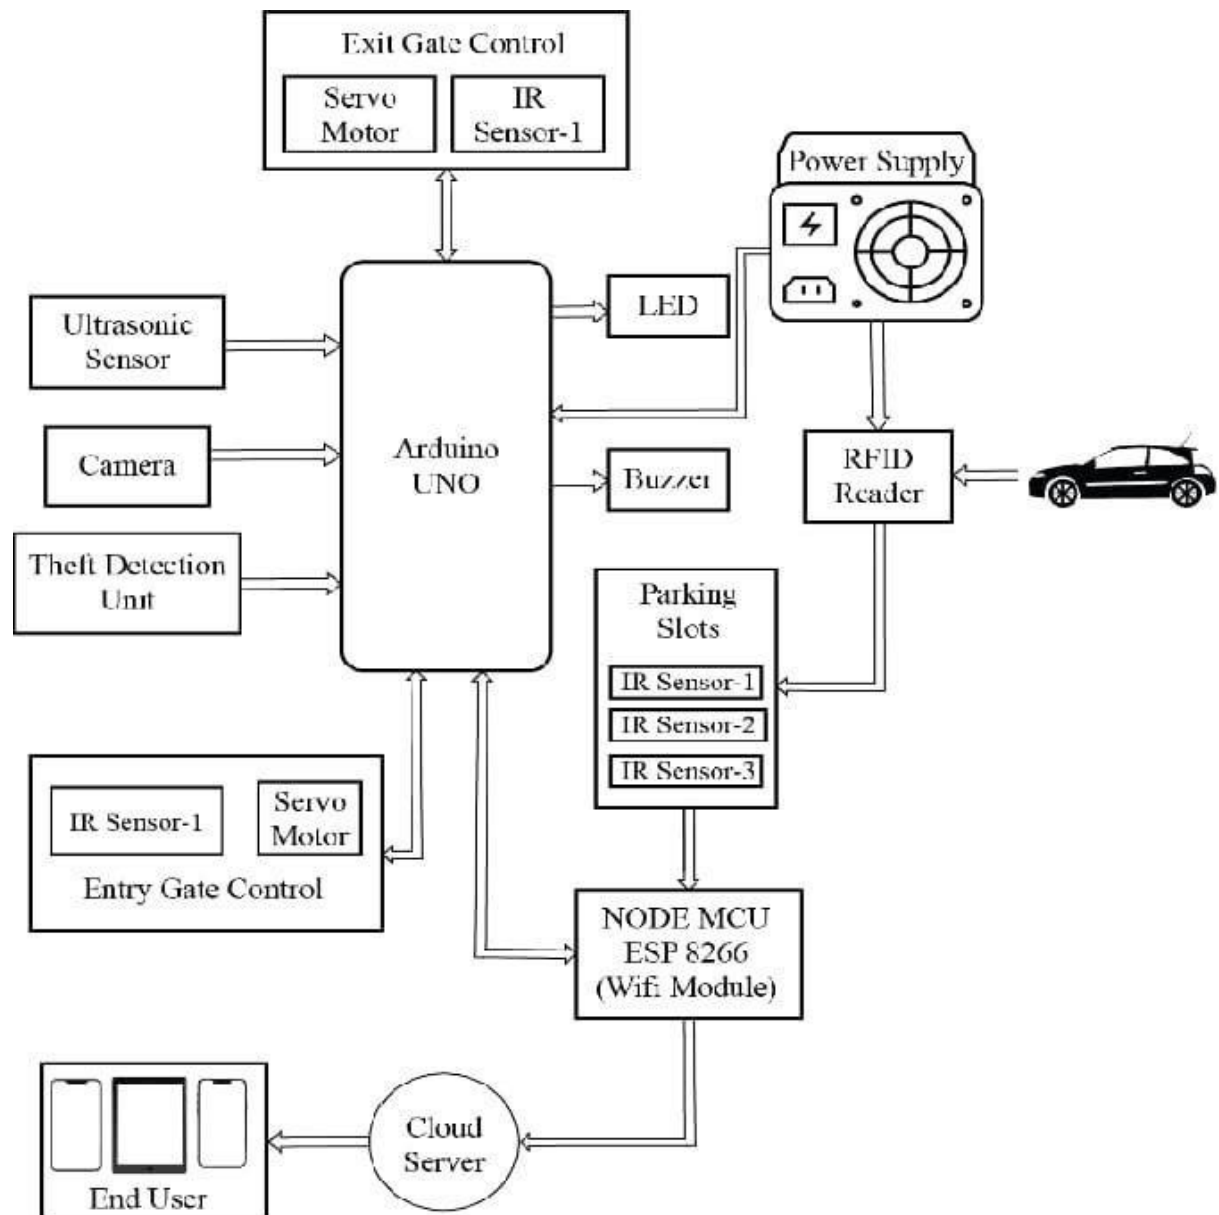 Exit Gate Control
Servo
Motor
IR
Sensor-1
Power Supply
Ultrasonic
Sensor
LED
Camera
Arduino
UNO
Buzzer
RFID
Reader
Theft Detection
Unit
Parking
Slots
IR Sensor-1
IR Sensor-2
IR Sensor-3
IR Sensor-1
Servo
Motor
Entry Gate Control
NODE MCU
ESP 8266
(Wifi Module)
Cloud
Server
End User